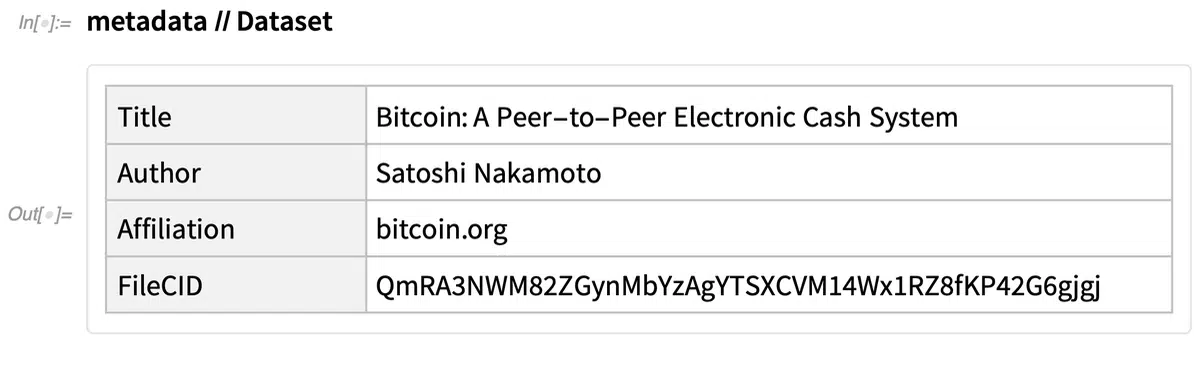 In[●]:= metadata // Dataset
Title Bitcoin: A Peer-to-Peer Electronic Cash System
Author Satoshi Nakamoto
Out[●]=
Affiliation bitcoin.org
FileCID QmRA3NWM82ZGynMbYzAgYTSXCVM14Wx1RZ8fKP42G6gjgj